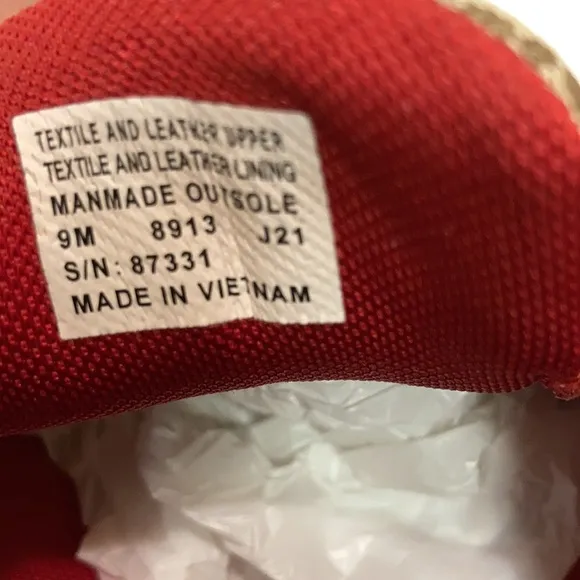 TEXTILE AND LEATHER UPPER
TEXTILE AND LEATHER LINING
MANMADE OUTSOLE
9M 8913 J21
S/N: 87331
MADE IN VIETNAM